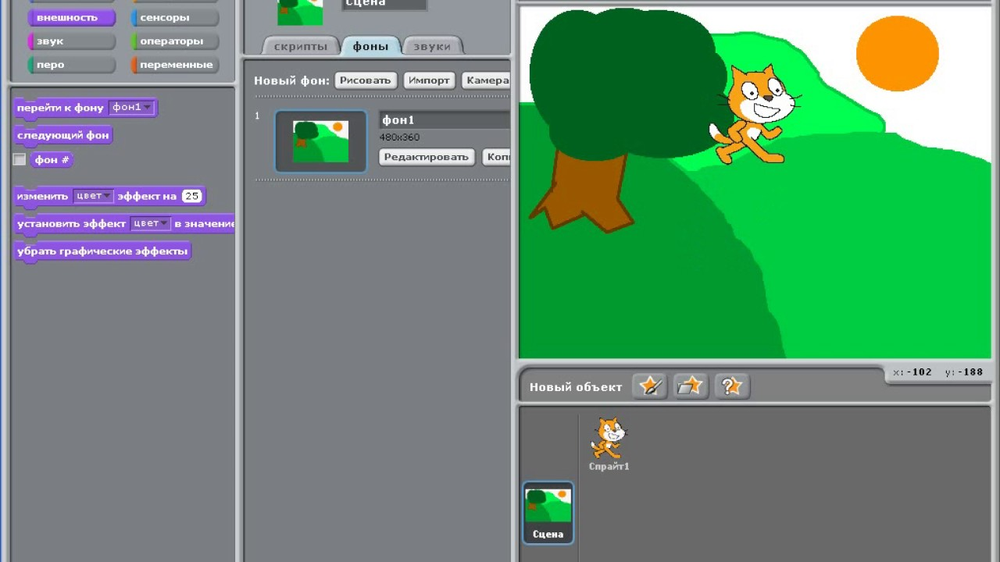 внешность
сенсоры
звук
операторы
перо
переменные
перейти к фону фон1
следующий фон
фон #
изменить цвет эффект на 25
установить эффект цвет в значение
убрать графические эффекты
Сцена
скрипты
фоны
звуки
Новый фон: Рисовать Импорт Камера
1
фон1
480x360
Редактировать
x: -102 y: -188
Новый объект
Спрайт1
Сцена